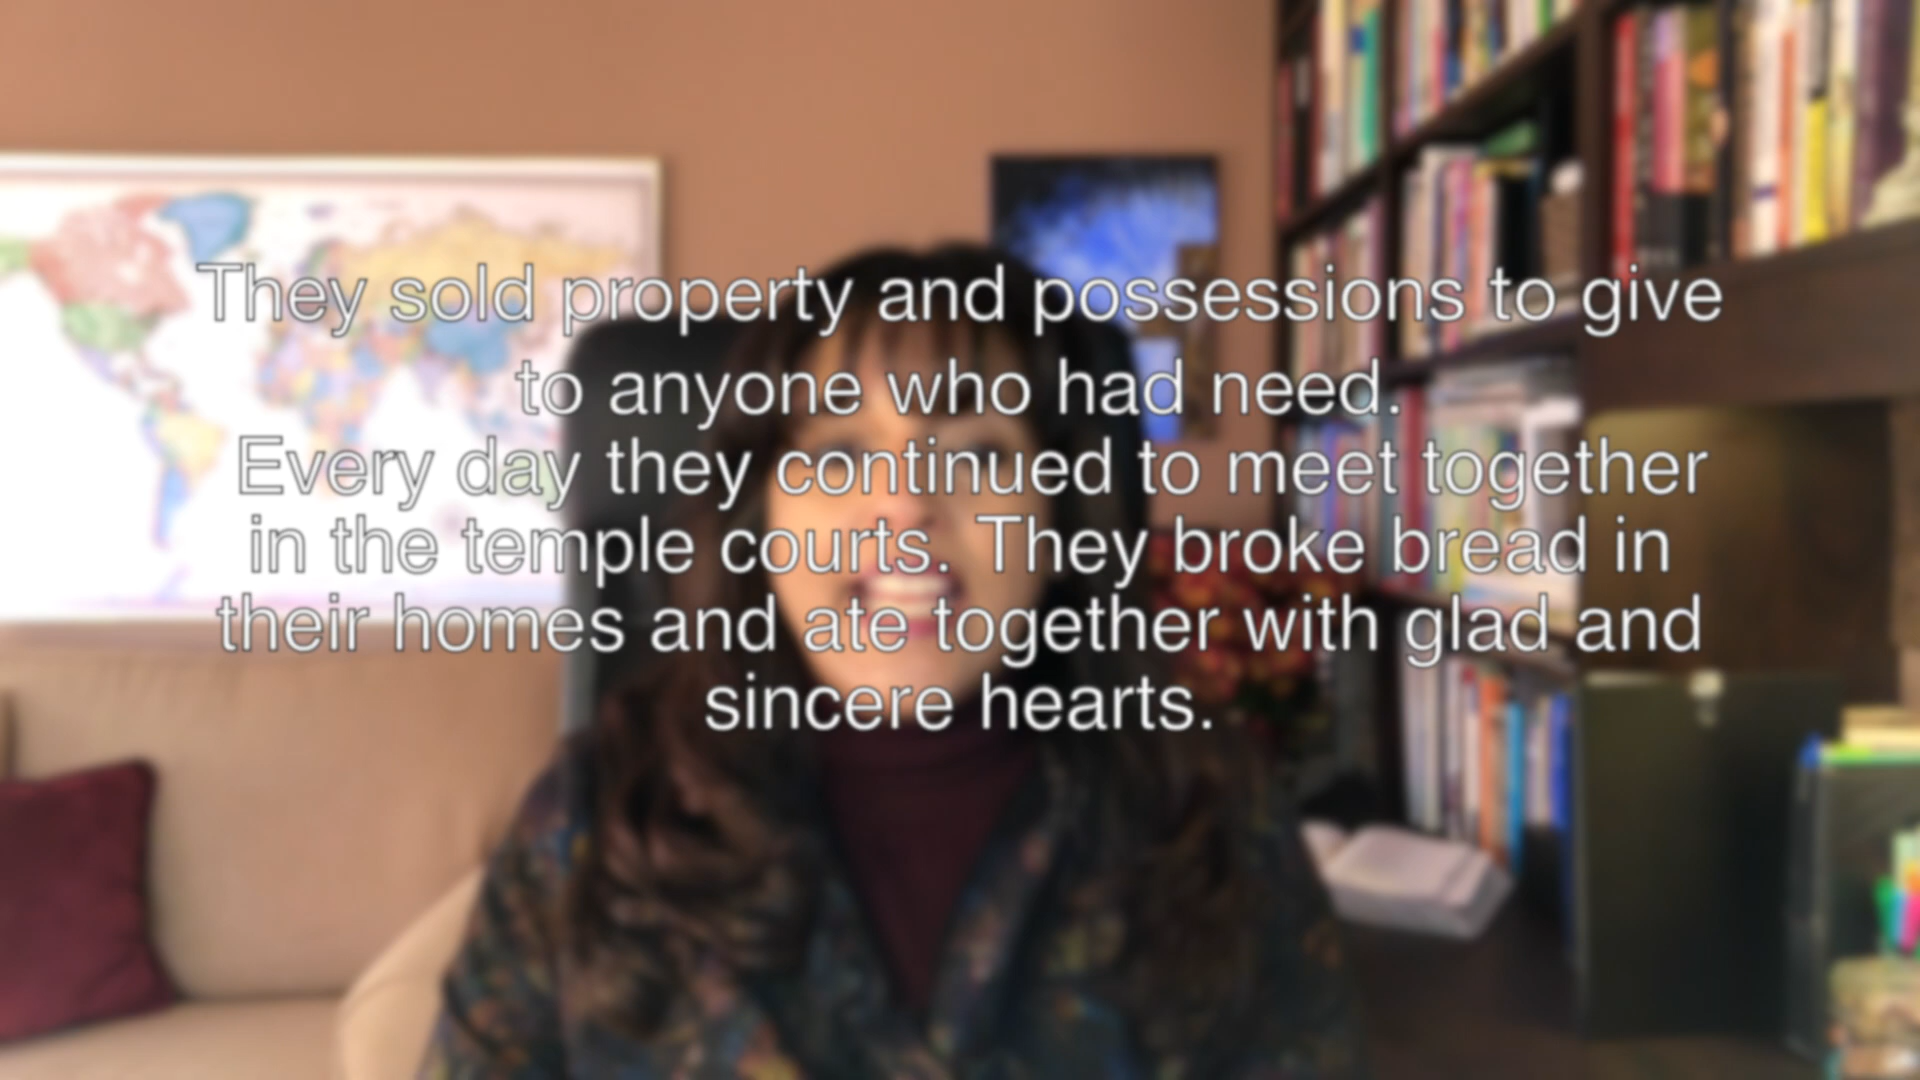 They sold property and possessions to give
to anyone who had need.
Every day they continued to meet together
in the temple courts. They broke bread in
their homes and ate together with glad and
sincere hearts.